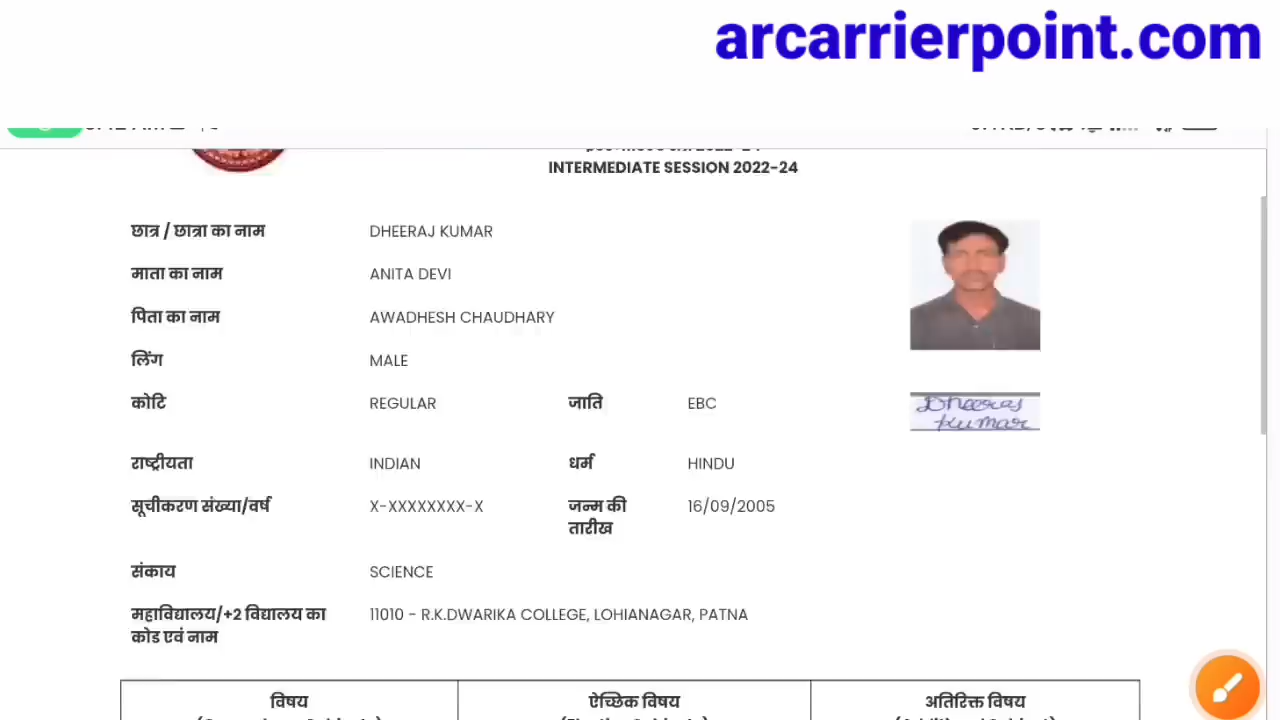 arcarrierpoint.com
INTERMEDIATE SESSION 2022-24
छात्र / छात्रा का नाम DHEERAJ KUMAR
माता का नाम ANITA DEVI
पिता का नाम AWADHESH CHAUDHARY
लिंग MALE
कोटि REGULAR जाति EBC
Dheeraj
Kumar
राष्ट्रीयता INDIAN धर्म HINDU
सूचीकरण संख्या/वर्ष X-XXXXXXXX-X जन्म की 16/09/2005
तारीख
संकाय SCIENCE
महाविद्यालय/+2 विद्यालय का 11010 - R.K.DWARIKA COLLEGE, LOHIANAGAR, PATNA
कोड एवं नाम
विषय ऐच्छिक विषय अतिरिक्त विषय